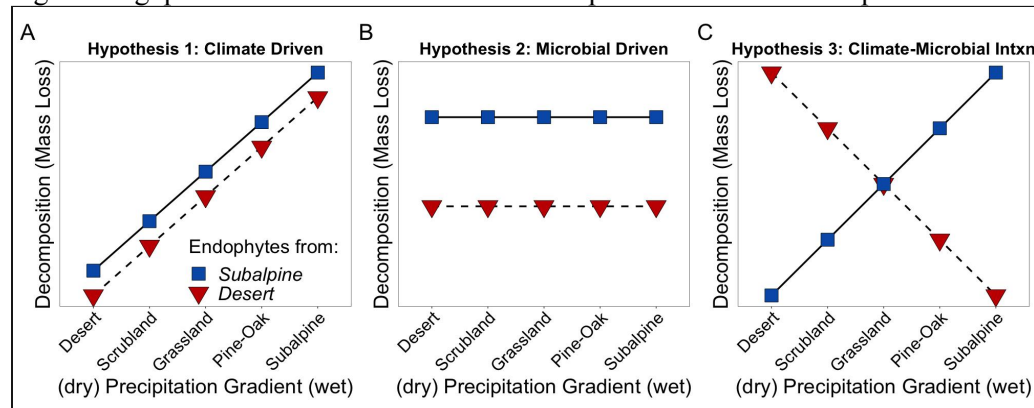 A
Hypothesis 1: Climate Driven
Decomposition (Mass Loss)
Endophytes from:
Subalpine
Desert
Desert
Scrubland
Grassland
Pine-Oak
Subalpine
(dry) Precipitation Gradient (wet)
B
Hypothesis 2: Microbial Driven
Decomposition (Mass Loss)
Desert
Scrubland
Grassland
Pine-Oak
Subalpine
(dry) Precipitation Gradient (wet)
C
Hypothesis 3: Climate-Microbial Intxn
Decomposition (Mass Loss)
Desert
Scrubland
Grassland
Pine-Oak
Subalpine
(dry) Precipitation Gradient (wet)